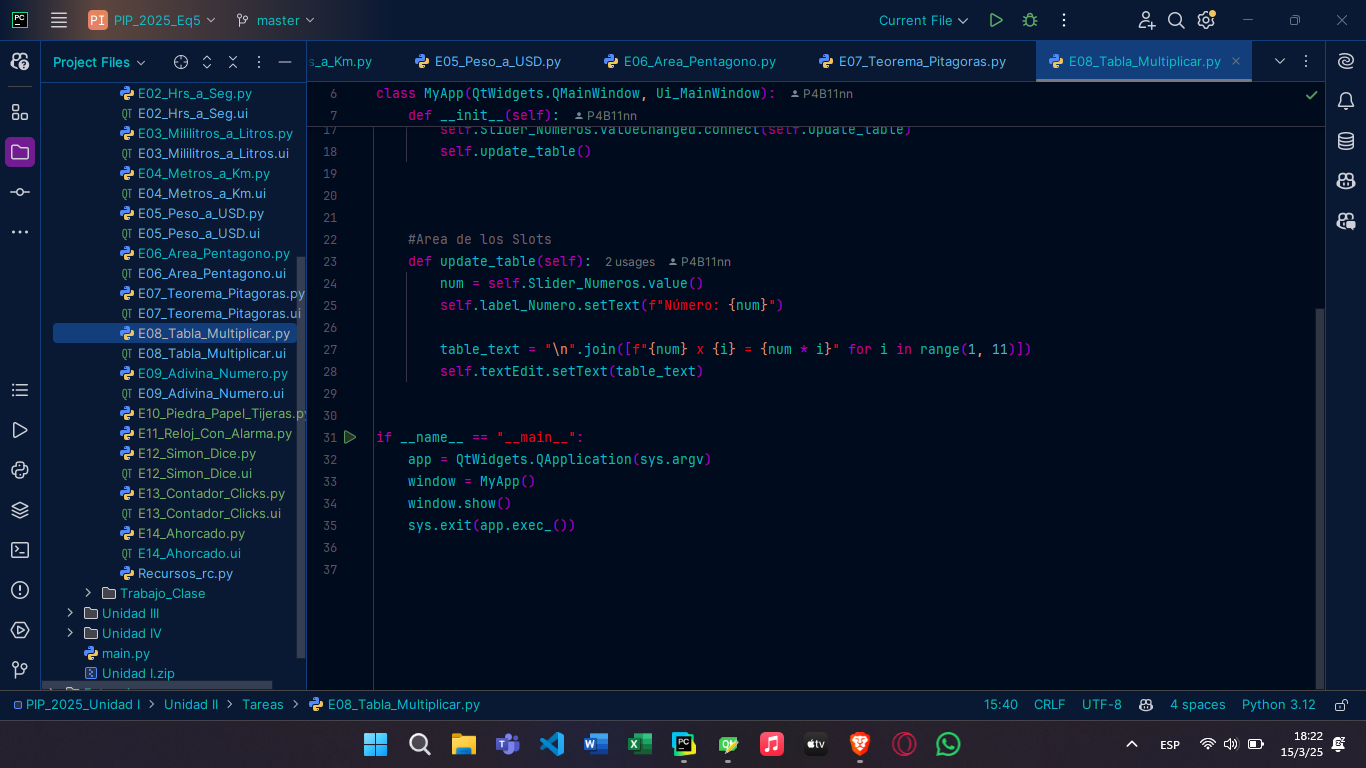 PC
PI PIP_2025_Eq5
master
Current File
Project Files
s_a_Km.py
E05_Peso_a_USD.py
E06_Area_Pentagono.py
E07_Teorema_Pitagoras.py
E08_Tabla_Multiplicar.py
E02_Hrs_a_Seg.py
E02_Hrs_a_Seg.ui
E03_Mililitros_a_Litros.py
E03_Mililitros_a_Litros.ui
E04_Metros_a_Km.py
E04_Metros_a_Km.ui
E05_Peso_a_USD.py
E05_Peso_a_USD.ui
E06_Area_Pentagono.py
E06_Area_Pentagono.ui
E07_Teorema_Pitagoras.py
E07_Teorema_Pitagoras.ui
E08_Tabla_Multiplicar.py
E08_Tabla_Multiplicar.ui
E09_Adivina_Numero.py
E09_Adivina_Numero.ui
E10_Piedra_Papel_Tijeras.py
E11_Reloj_Con_Alarma.py
E12_Simon_Dice.py
E12_Simon_Dice.ui
E13_Contador_Clicks.py
E13_Contador_Clicks.ui
E14_Ahorcado.py
E14_Ahorcado.ui
Recursos_rc.py
Trabajo_Clase
Unidad III
Unidad IV
main.py
Unidad I.zip
6 class MyApp(QtWidgets.QMainWindow, Ui_MainWindow): P4B11nn
7 def __init__(self): P4B11nn
17 self.Slider_Numeros.valueChanged.connect(self.update_table)
18 self.update_table()
19
20
21
22 #Area de los Slots
23 def update_table(self): 2 usages P4B11nn
24 num = self.Slider_Numeros.value()
25 self.label_Numero.setText(f"Número: {num}")
26
27 table_text = "\n".join([f"{num} x {i} = {num * i}" for i in range(1, 11)])
28 self.textEdit.setText(table_text)
29
30
31 if __name__ == "__main__":
32 app = QtWidgets.QApplication(sys.argv)
33 window = MyApp()
34 window.show()
35 sys.exit(app.exec_())
36
37
PIP_2025_Unidad I > Unidad II > Tareas > E08_Tabla_Multiplicar.py
15:40 CRLF UTF-8 4 spaces Python 3.12
ESP
18:22
15/3/25